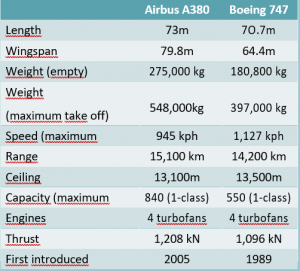 Airbus A380 Boeing 747
Length 73m 70.7m
Wingspan 79.8m 64.4m
Weight (empty) 275,000 kg 180,800 kg
Weight
(maximum take off) 548,000kg 397,000 kg
Speed (maximum 945 kph 1,127 kph
Range 15,100 km 14,200 km
Ceiling 13,100m 13,500m
Capacity (maximum 840 (1-class) 550 (1-class)
Engines 4 turbofans 4 turbofans
Thrust 1,208 kN 1,096 kN
First introduced 2005 1989